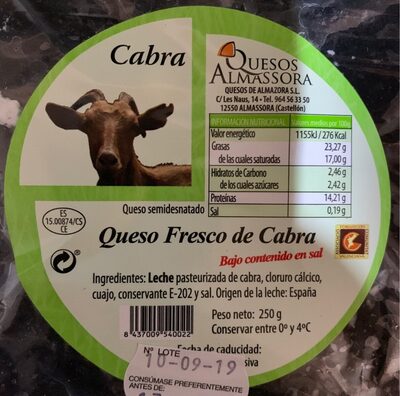 Cabra
QUESOS
ALMASSORA
QUESOS DE ALMAZORA S.L.
C/ Les Naus, 14 - Tel. 964 56 33 50
12550 ALMASSORA (Castellón)
INFORMACIÓN NUTRICIONAL Valores medios por 100g
Valor energético 1155kJ / 276 Kcal
Grasas 23,27 g
de las cuales saturadas 17,00 g
Hidratos de Carbono 2,46 g
de los cuales azúcares 2,42 g
Proteínas 14,21 g
Sal 0,19 g
Queso semidesnatado
ES
15.00874/CS
CE
Queso Fresco de Cabra
Bajo contenido en sal
Ingredientes: Leche pasteurizada de cabra, cloruro cálcico,
cuajo, conservante E-202 y sal. Origen de la leche: España
8 437009 540022
Peso neto: 250 g
Conservar entre 0º y 4ºC
Fecha de caducidad:
Nº LOTE
10-09-19
CONSÚMASE PREFERENTEMENTE
ANTES DE: